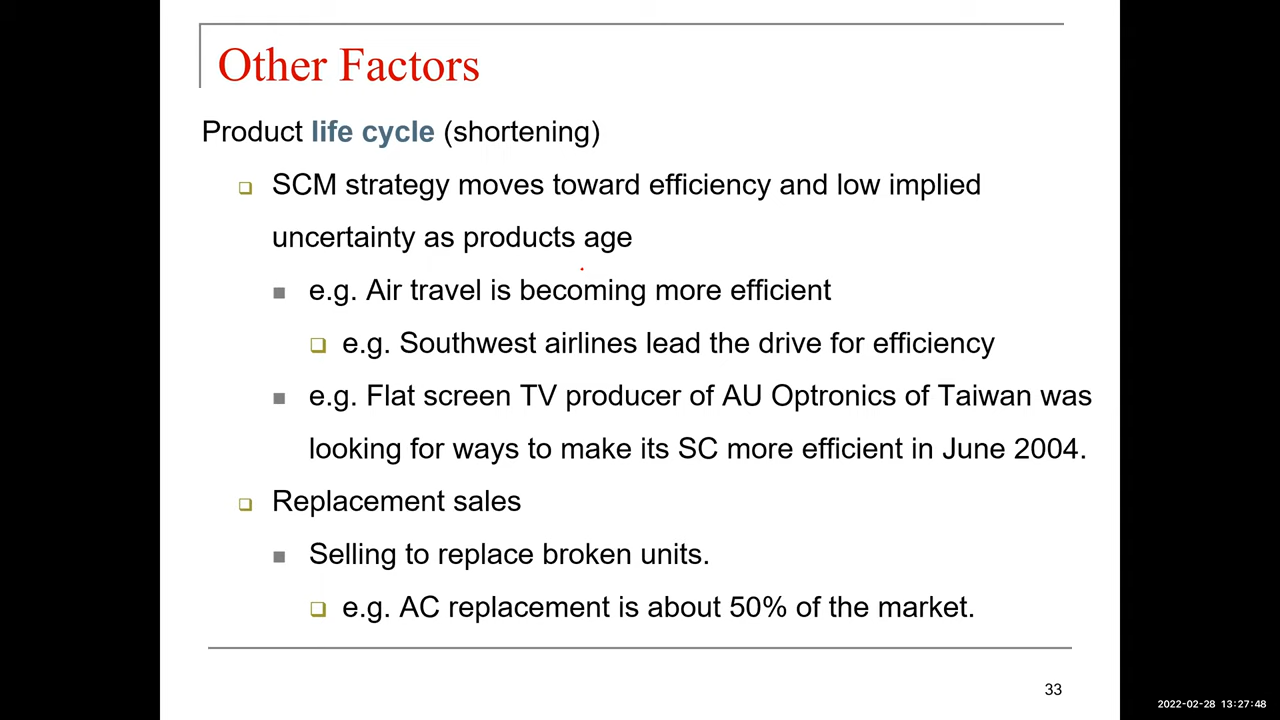 Other Factors
Product life cycle (shortening)
SCM strategy moves toward efficiency and low implied
uncertainty as products age
e.g. Air travel is becoming more efficient
e.g. Southwest airlines lead the drive for efficiency
e.g. Flat screen TV producer of AU Optronics of Taiwan was
looking for ways to make its SC more efficient in June 2004.
Replacement sales
Selling to replace broken units.
e.g. AC replacement is about 50% of the market.
33
2022-02-28 13:27:48